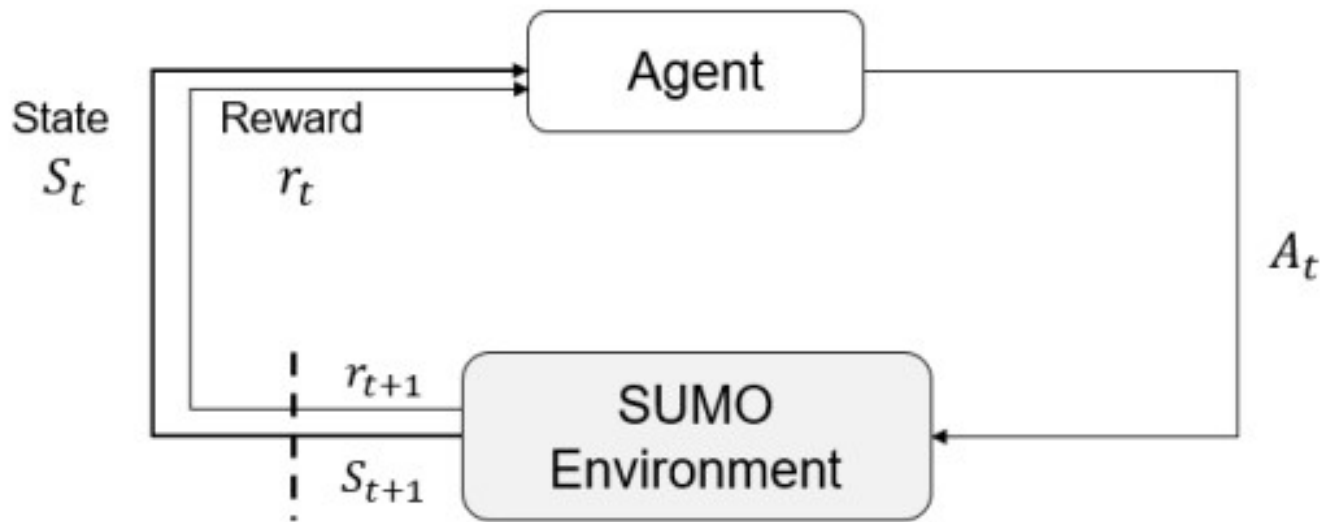 Agent
State
S_t
Reward
r_t
A_t
r_{t+1}
SUMO
Environment
S_{t+1}